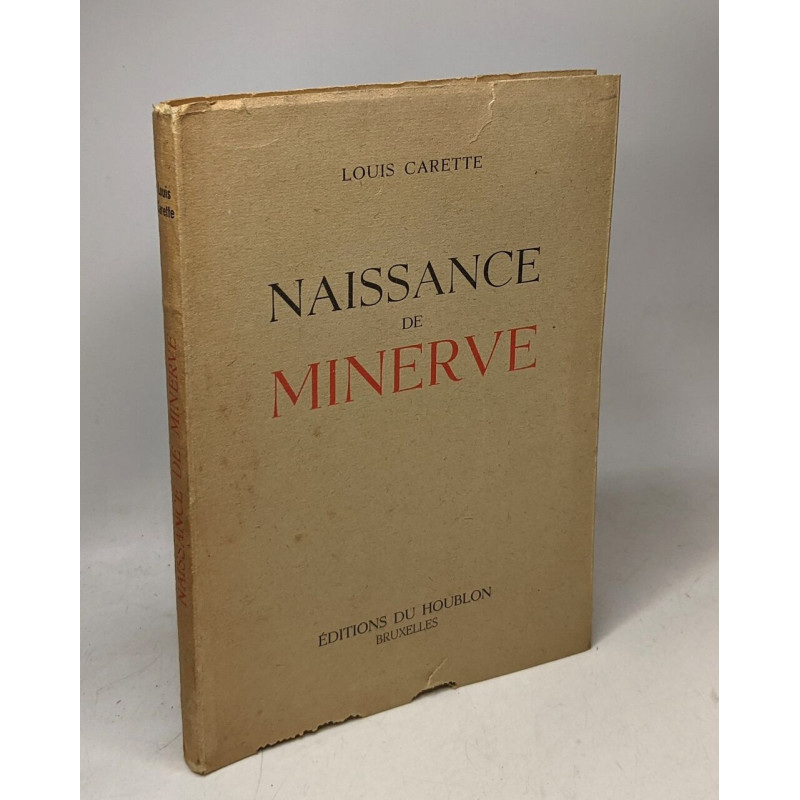 LOUIS CARETTE
NAISSANCE
DE
MINERVE
ÉDITIONS DU HOUBLON
BRUXELLES
Louis
Carette
NAISSANCE DE MINERVE